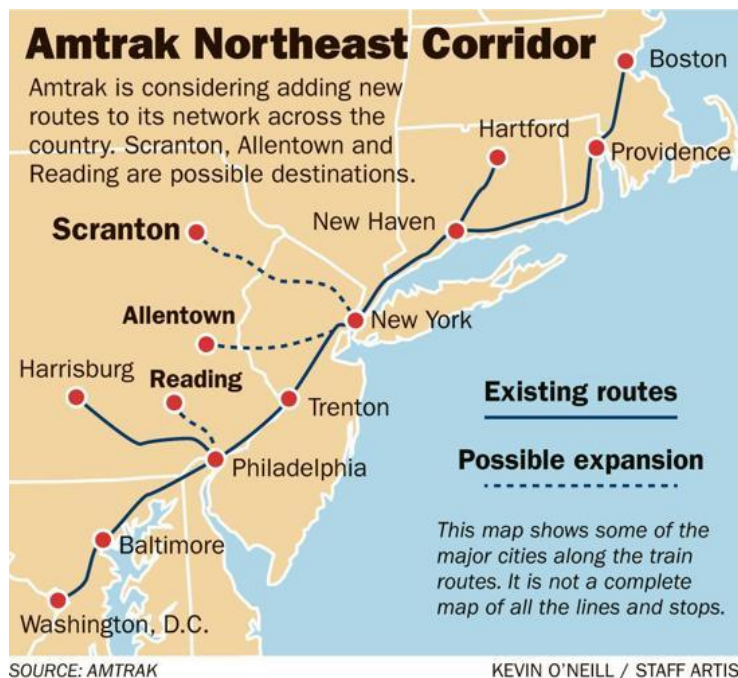 Amtrak Northeast Corridor
Amtrak is considering adding new
routes to its network across the
country. Scranton, Allentown and
Reading are possible destinations.
Boston
Hartford
Providence
New Haven
Scranton
New York
Allentown
Harrisburg
Reading
Trenton
Philadelphia
Baltimore
Washington, D.C.
Existing routes
Possible expansion
This map shows some of the
major cities along the train
routes. It is not a complete
map of all the lines and stops.
SOURCE: AMTRAK
KEVIN O'NEILL / STAFF ARTIS